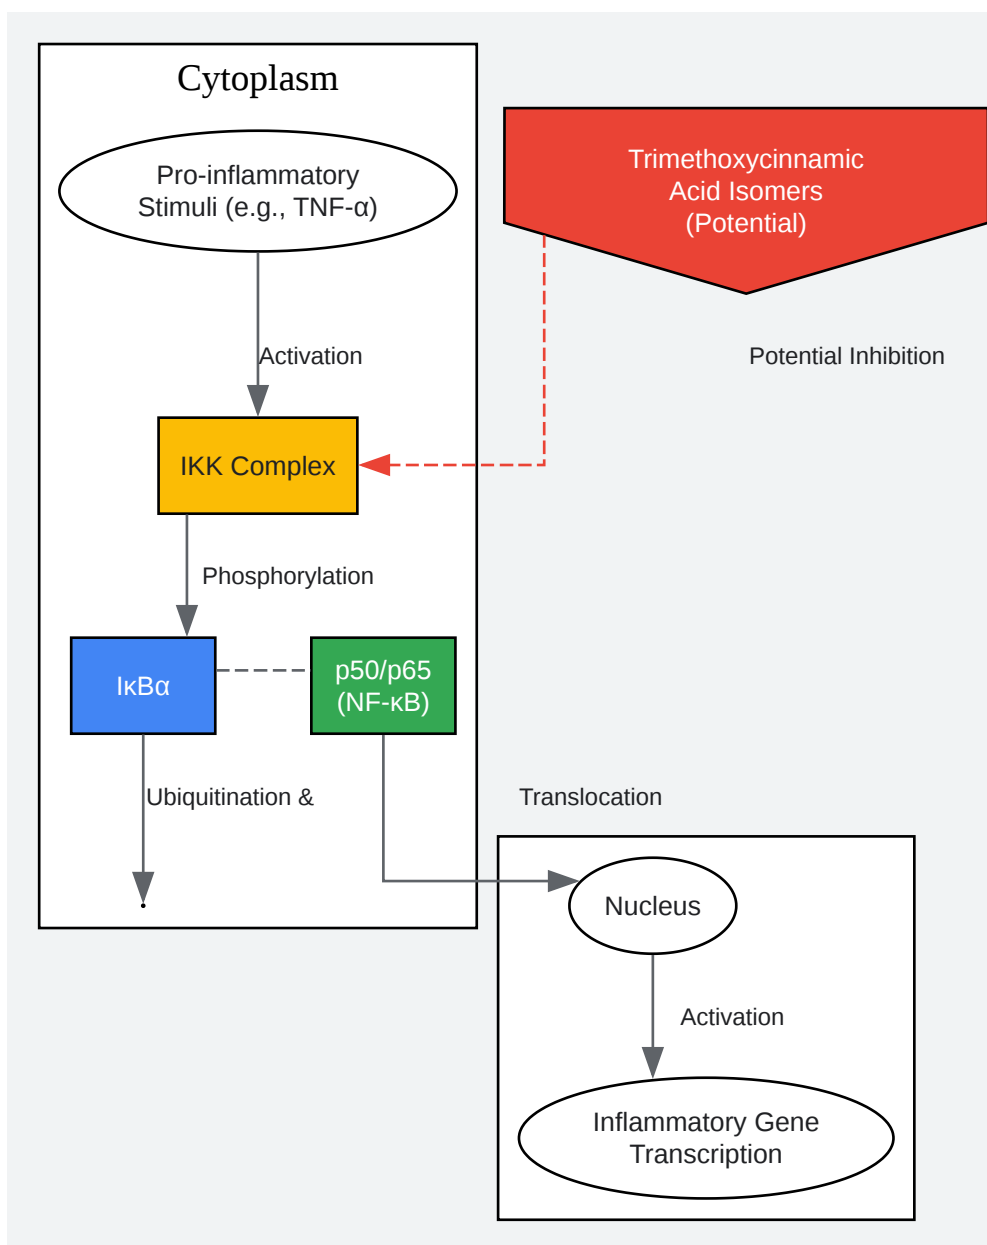 Cytoplasm
Pro-inflammatory
Stimuli (e.g., TNF-α)
Trimethoxycinnamic
Acid Isomers
(Potential)
Activation
Potential Inhibition
IKK Complex
Phosphorylation
IκBα
p50/p65
(NF-κB)
Ubiquitination &
Translocation
Nucleus
Activation
Inflammatory Gene
Transcription